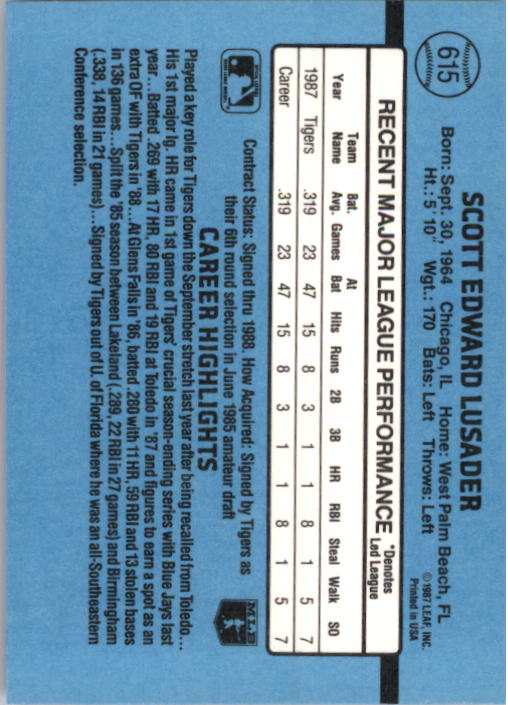 615
SCOTT EDWARD LUSADER
Born: Sept. 30, 1964 Chicago, IL Home: West Palm Beach, FL
Ht.: 5' 10" Wgt.: 170 Bats: Left Throws: Left
© 1987 LEAF, INC.
Printed in USA
RECENT MAJOR LEAGUE PERFORMANCE *Denotes Led League
Year Team Name Bat. Avg. Games At Bat Hits Runs 2B 3B HR RBI Steal Walk SO
1987 Tigers .319 23 47 15 8 3 1 1 8 1 5 7
Career .319 23 47 15 8 3 1 1 8 1 5 7
Contract Status: Signed thru 1988. How Acquired: Signed by Tigers as
their 6th round selection in June 1985 amateur draft
MLB
CAREER HIGHLIGHTS
Played a key role for Tigers down the September stretch last year after being recalled from Toledo...
His 1st major lg. HR came in 1st game of Tigers' crucial season-ending series with Blue Jays last
year...Batted .269 with 17 HR, 80 RBI and 19 RBI at Toledo in '87 and figures to earn a spot as an
extra OF with Tigers in '88...At Glens Falls in '86, batted .280 with 11 HR, 59 RBI and 13 stolen bases
in 136 games...Split the '85 season between Lakeland (.289, 22 RBI in 27 games) and Birmingham
(.338, 14 RBI in 21 games)...Signed by Tigers out of U. of Florida where he was an all-Southeastern
Conference selection.